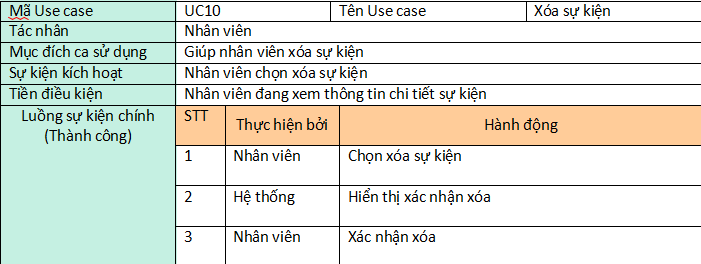 Mã Use case UC10 Tên Use case Xóa sự kiện
Tác nhân Nhân viên
Mục đích ca sử dụng Giúp nhân viên xóa sự kiện
Sự kiện kích hoạt Nhân viên chọn xóa sự kiện
Tiền điều kiện Nhân viên đang xem thông tin chi tiết sự kiện
Luồng sự kiện chính
(Thành công)
STT Thực hiện bởi Hành động
1 Nhân viên Chọn xóa sự kiện
2 Hệ thống Hiển thị xác nhận xóa
3 Nhân viên Xác nhận xóa